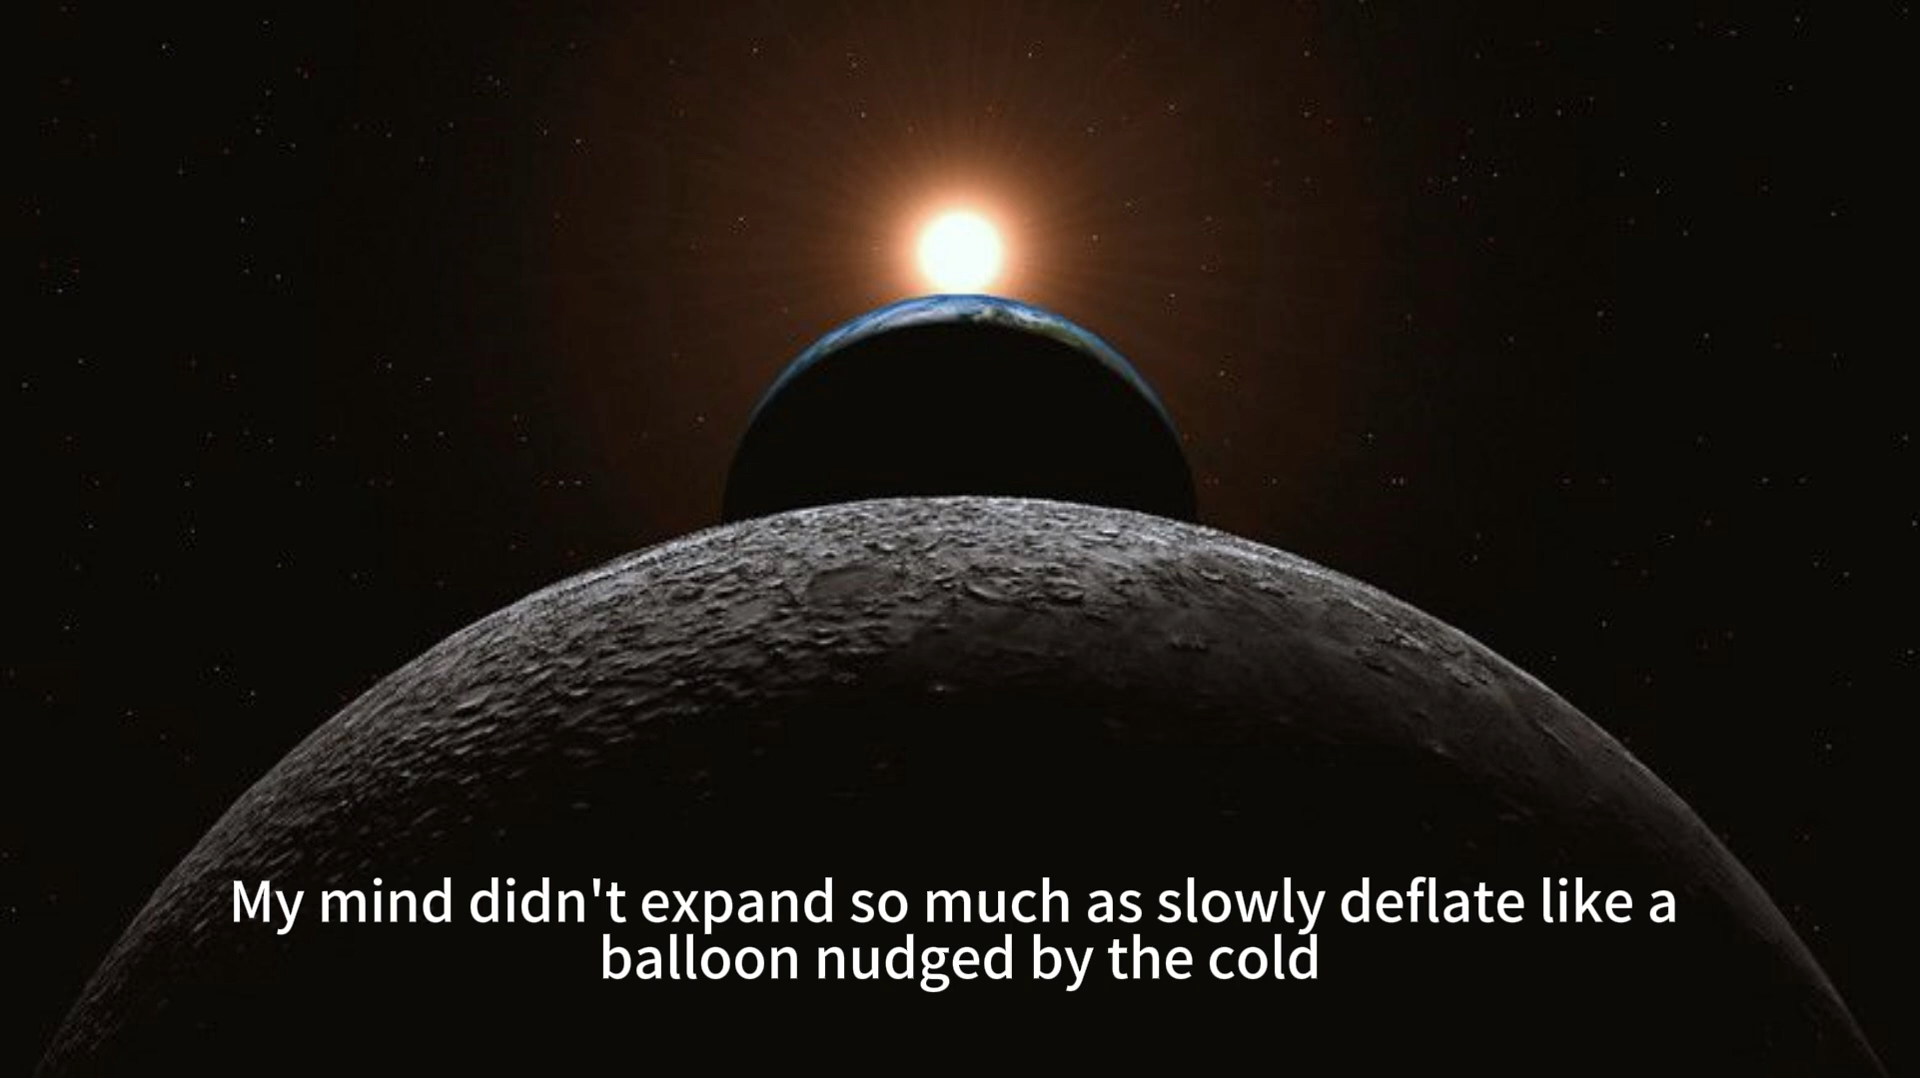 My mind didn't expand so much as slowly deflate like a
balloon nudged by the cold